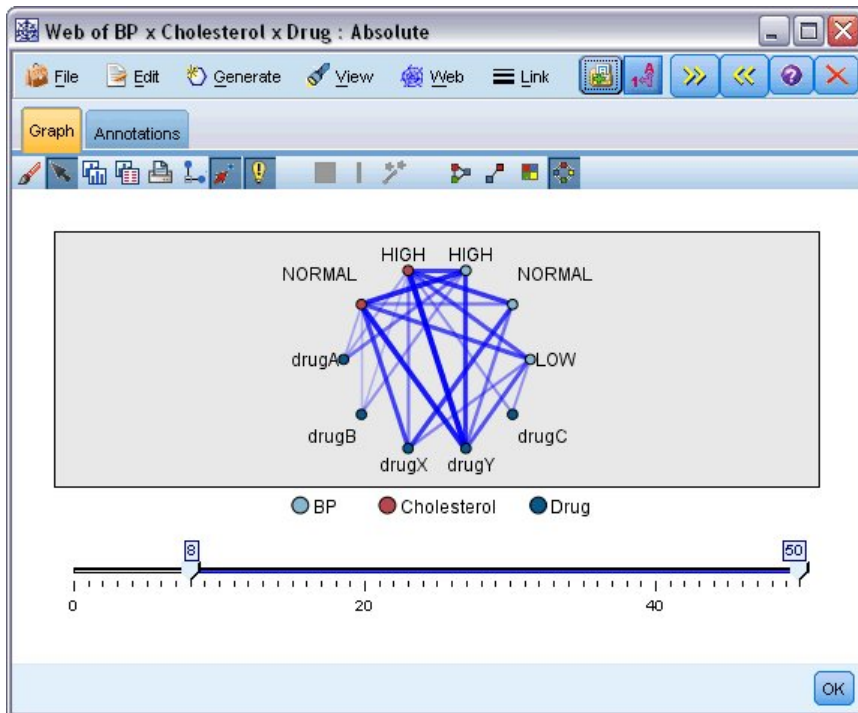 Web of BP x Cholesterol x Drug : Absolute
File Edit Generate View Web Link
Graph Annotations
HIGH HIGH
NORMAL NORMAL
drugA LOW
drugB drugC
drugX drugY
BP Cholesterol Drug
8 50
0 20 40
OK